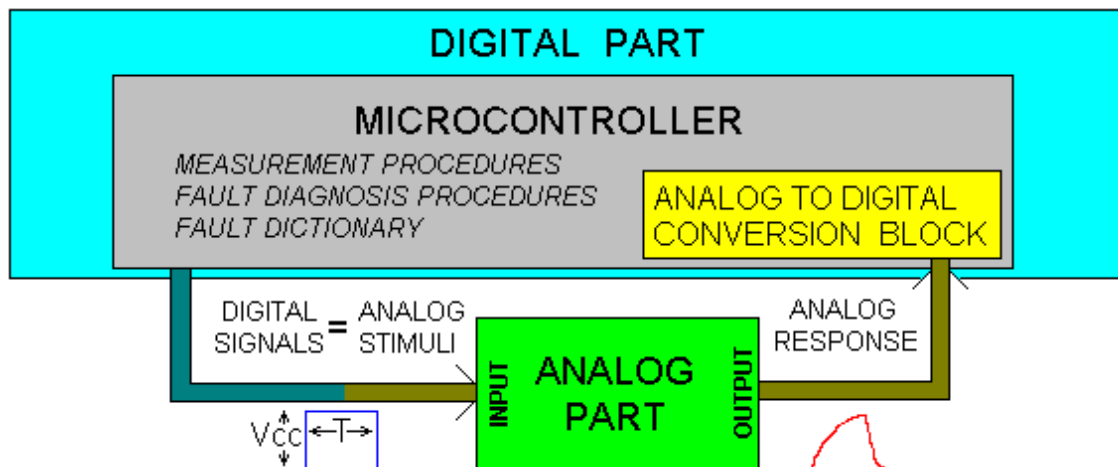 DIGITAL PART
MICROCONTROLLER
MEASUREMENT PROCEDURES
FAULT DIAGNOSIS PROCEDURES
FAULT DICTIONARY
ANALOG TO DIGITAL
CONVERSION BLOCK
DIGITAL
SIGNALS
=
ANALOG
STIMULI
ANALOG
RESPONSE
INPUT
ANALOG
PART
OUTPUT
Vcc
T